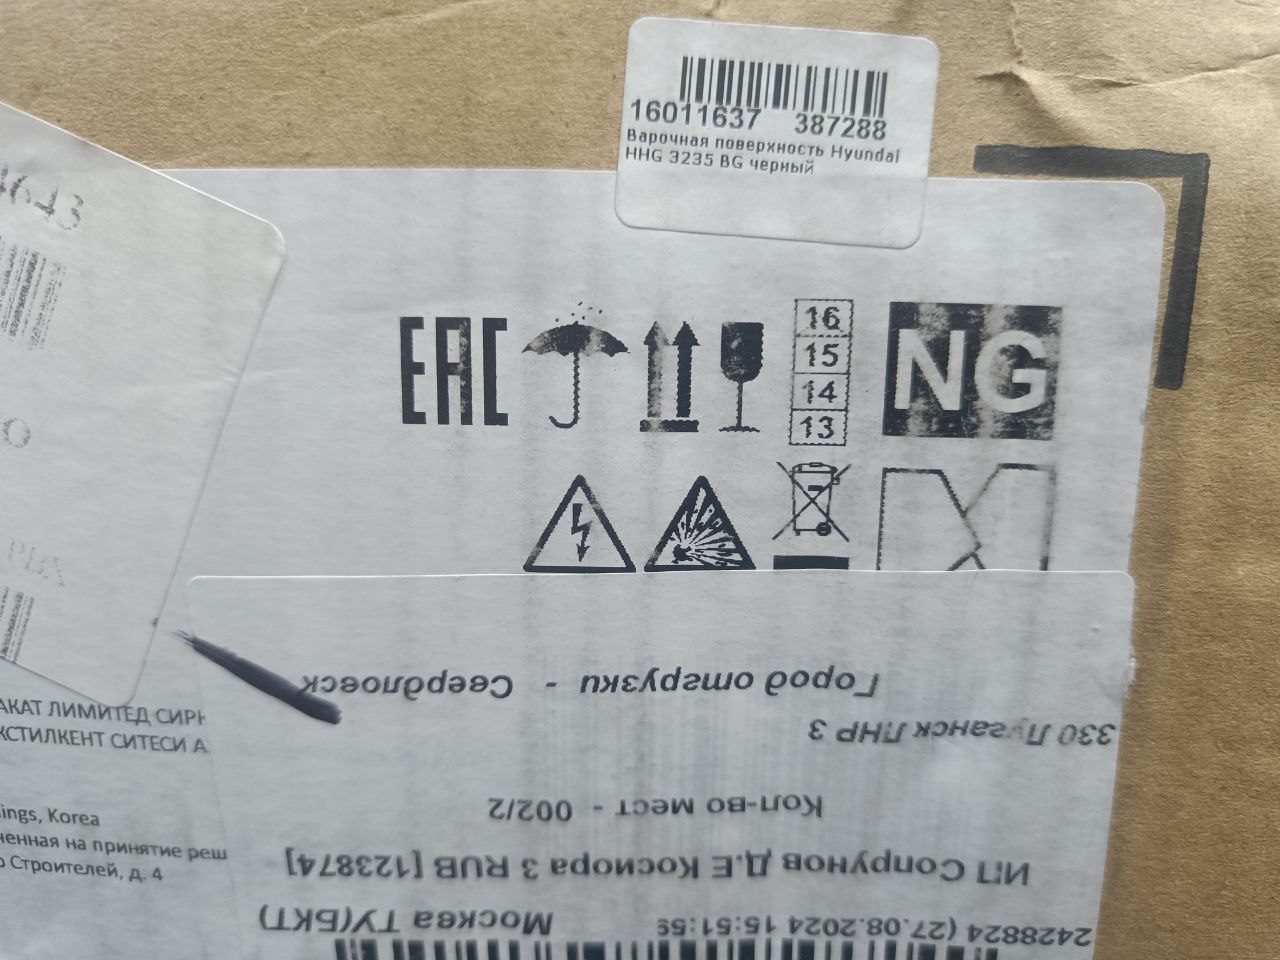 16011637 387288
Варочная поверхность Hyundai
HHG 3235 BG черный
EAC
16
15
14
13
NG
Город отгрузки - Свердловск
330 Луганск ЛНР 3
Кол-во мест - 002/2
ИП Сопрунов Д.Е Косиора 3 RUB [123874]
2428824 (27.08.2024 15:51:5 Москва ТУ(БКТ)
АКАТ ЛИМИТЕД СИРК
КСТИЛКЕНТ СИТЕСИ А
ings, Korea
ченная на принятие реш
Строителей, д. 4